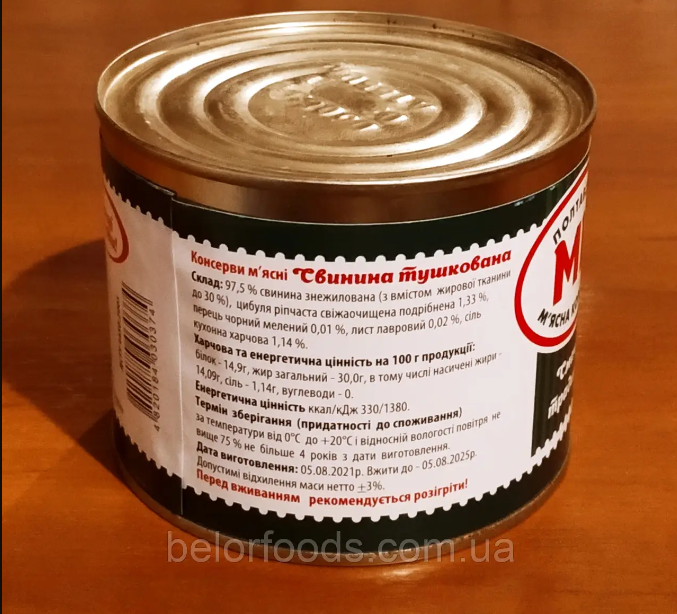 Консерви м'ясні Свинина тушкована
Склад: 97,5 % свинина знежилована (з вмістом жирової тканини
до 30 %), цибуля ріпчаста свіжаочищена подрібнена 1,33 %,
перець чорний мелений 0,01 %, лист лавровий 0,02 %, сіль
кухонна харчова 1,14 %.
Харчова та енергетична цінність на 100 г продукції:
білок - 14,9г, жир загальний - 30,0г, в тому числі насичені жири -
14,09г, сіль - 1,14г, вуглеводи - 0.
Енергетична цінність ккал/кДж 330/1380.
Термін зберігання (придатності до споживання)
за температури від 0°С до +20°С і відносній вологості повітря не
вище 75 % не більше 4 років з дати виготовлення.
Дата виготовлення: 05.08.2021р. Вжити до - 05.08.2025р.
Допустимі відхилення маси нетто ±3%.
Перед вживанням рекомендується розігріти!
М'ЯСНА
belorfoods.com.ua